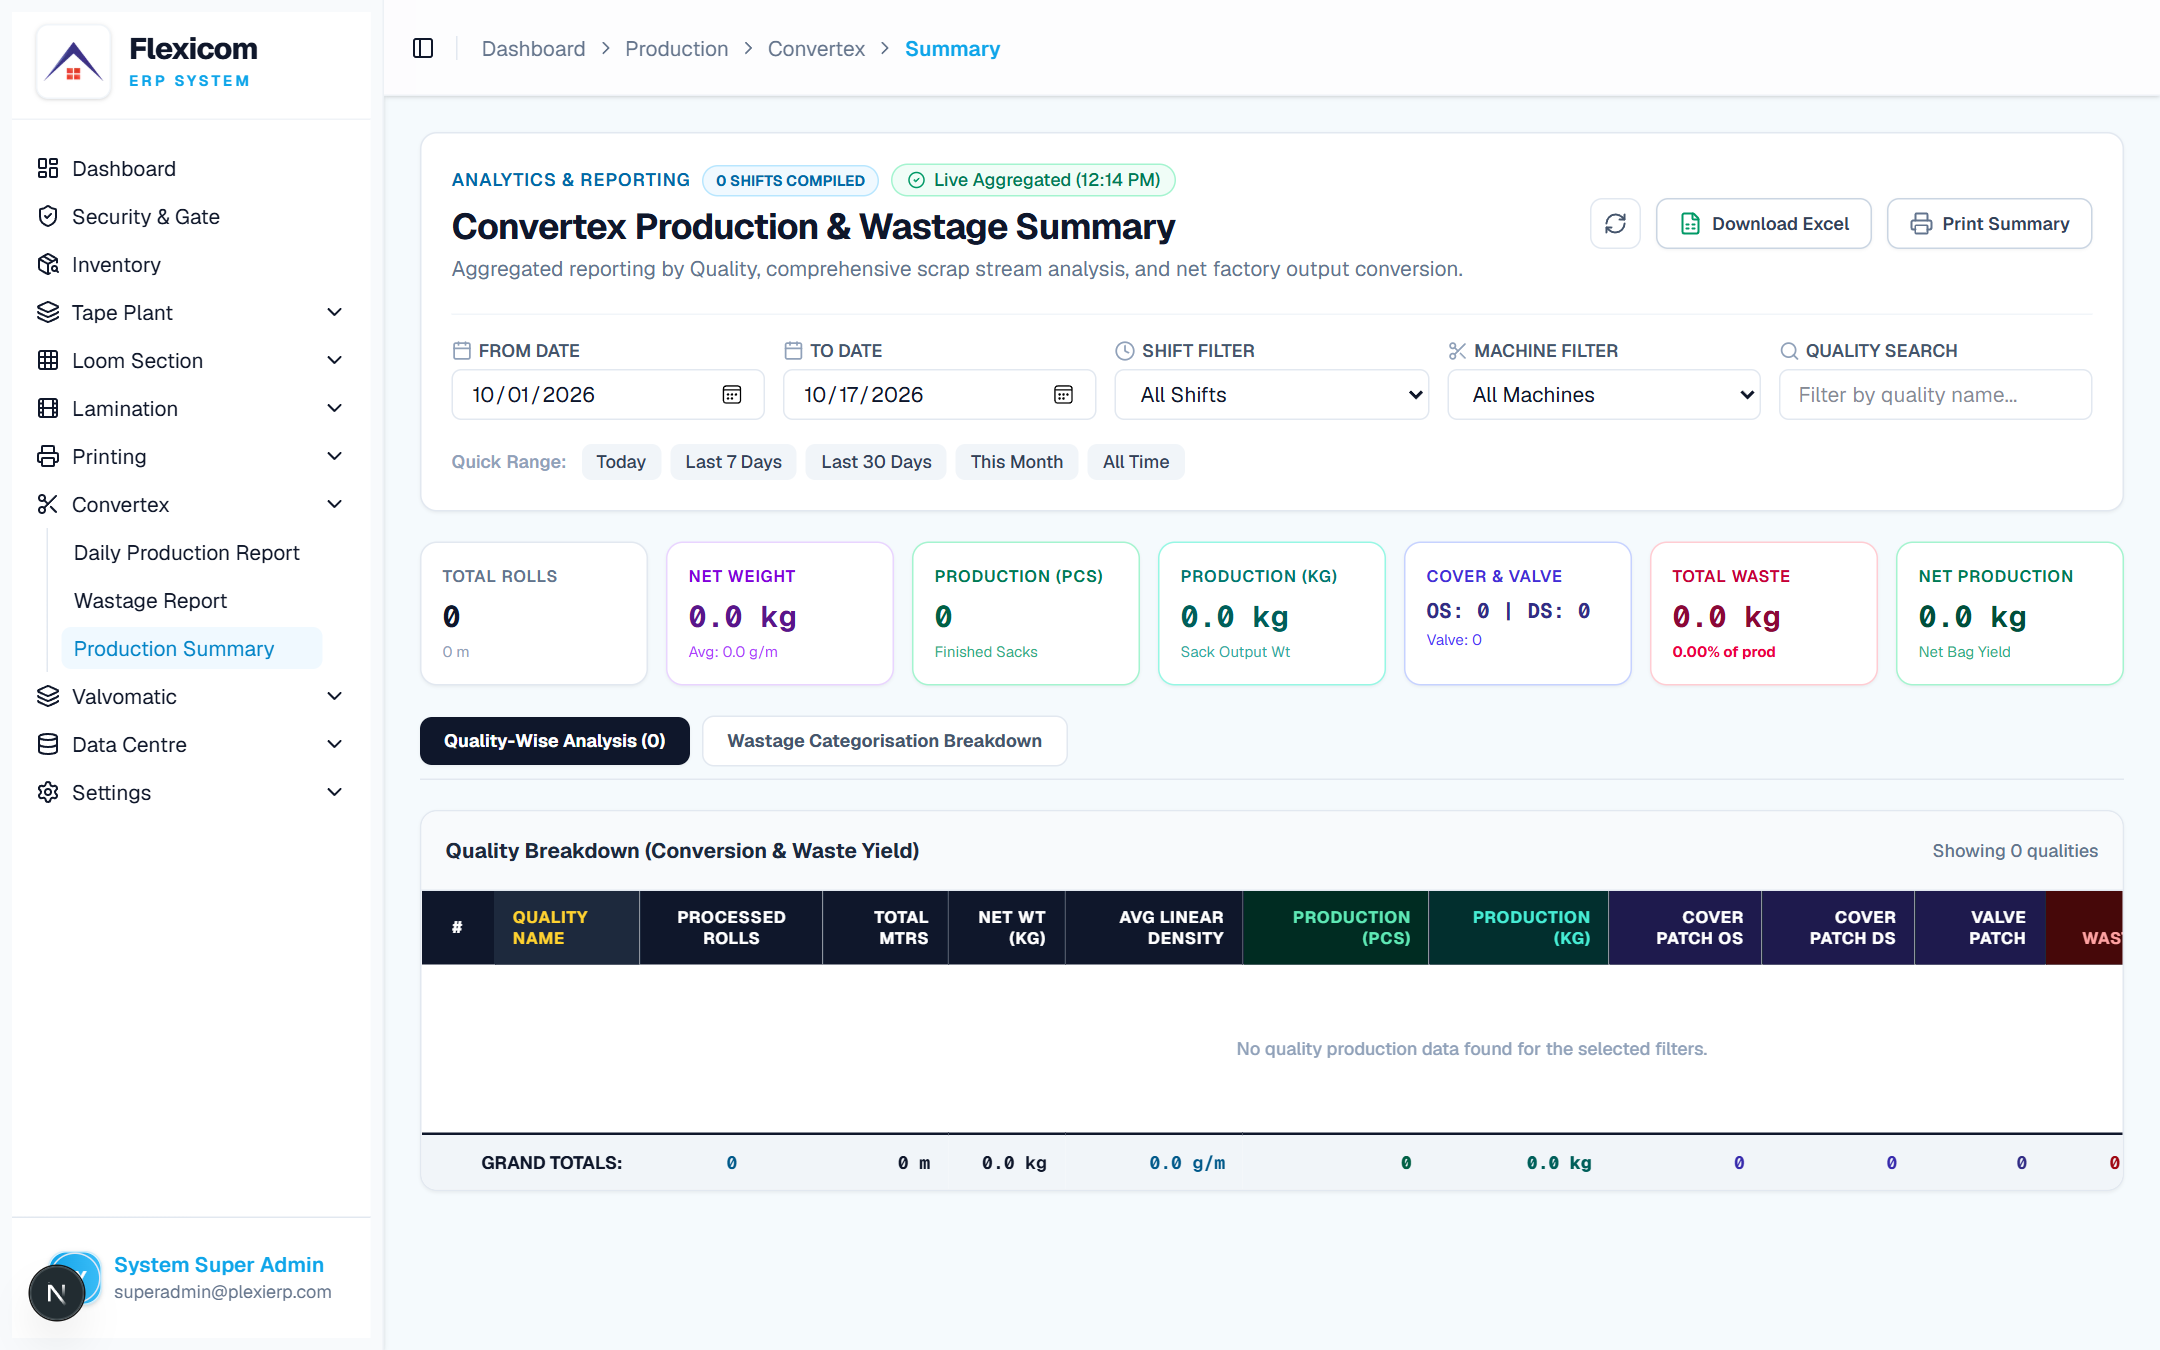 Flexicom
ERP SYSTEM
Dashboard
Security & Gate
Inventory
Tape Plant
Loom Section
Lamination
Printing
Convertex
Daily Production Report
Wastage Report
Production Summary
Valvomatic
Data Centre
Settings
System Super Admin
superadmin@plexierp.com
N
Dashboard > Production > Convertex > Summary
ANALYTICS & REPORTING 0 SHIFTS COMPILED Live Aggregated (12:14 PM)
Convertex Production & Wastage Summary
Aggregated reporting by Quality, comprehensive scrap stream analysis, and net factory output conversion.
Download Excel
Print Summary
FROM DATE TO DATE SHIFT FILTER MACHINE FILTER QUALITY SEARCH
10/01/2026 10/17/2026 All Shifts All Machines Filter by quality name...
Quick Range: Today Last 7 Days Last 30 Days This Month All Time
TOTAL ROLLS
0
0 m
NET WEIGHT
0.0 kg
Avg: 0.0 g/m
PRODUCTION (PCS)
0
Finished Sacks
PRODUCTION (KG)
0.0 kg
Sack Output Wt
COVER & VALVE
OS: 0 | DS: 0
Valve: 0
TOTAL WASTE
0.0 kg
0.00% of prod
NET PRODUCTION
0.0 kg
Net Bag Yield
Quality-Wise Analysis (0) Wastage Categorisation Breakdown
Quality Breakdown (Conversion & Waste Yield)
Showing 0 qualities
# QUALITY NAME PROCESSED ROLLS TOTAL MTRS NET WT (KG) AVG LINEAR DENSITY PRODUCTION (PCS) PRODUCTION (KG) COVER PATCH OS COVER PATCH DS VALVE PATCH
No quality production data found for the selected filters.
GRAND TOTALS: 0 0 m 0.0 kg 0.0 g/m 0 0.0 kg 0 0 0 0